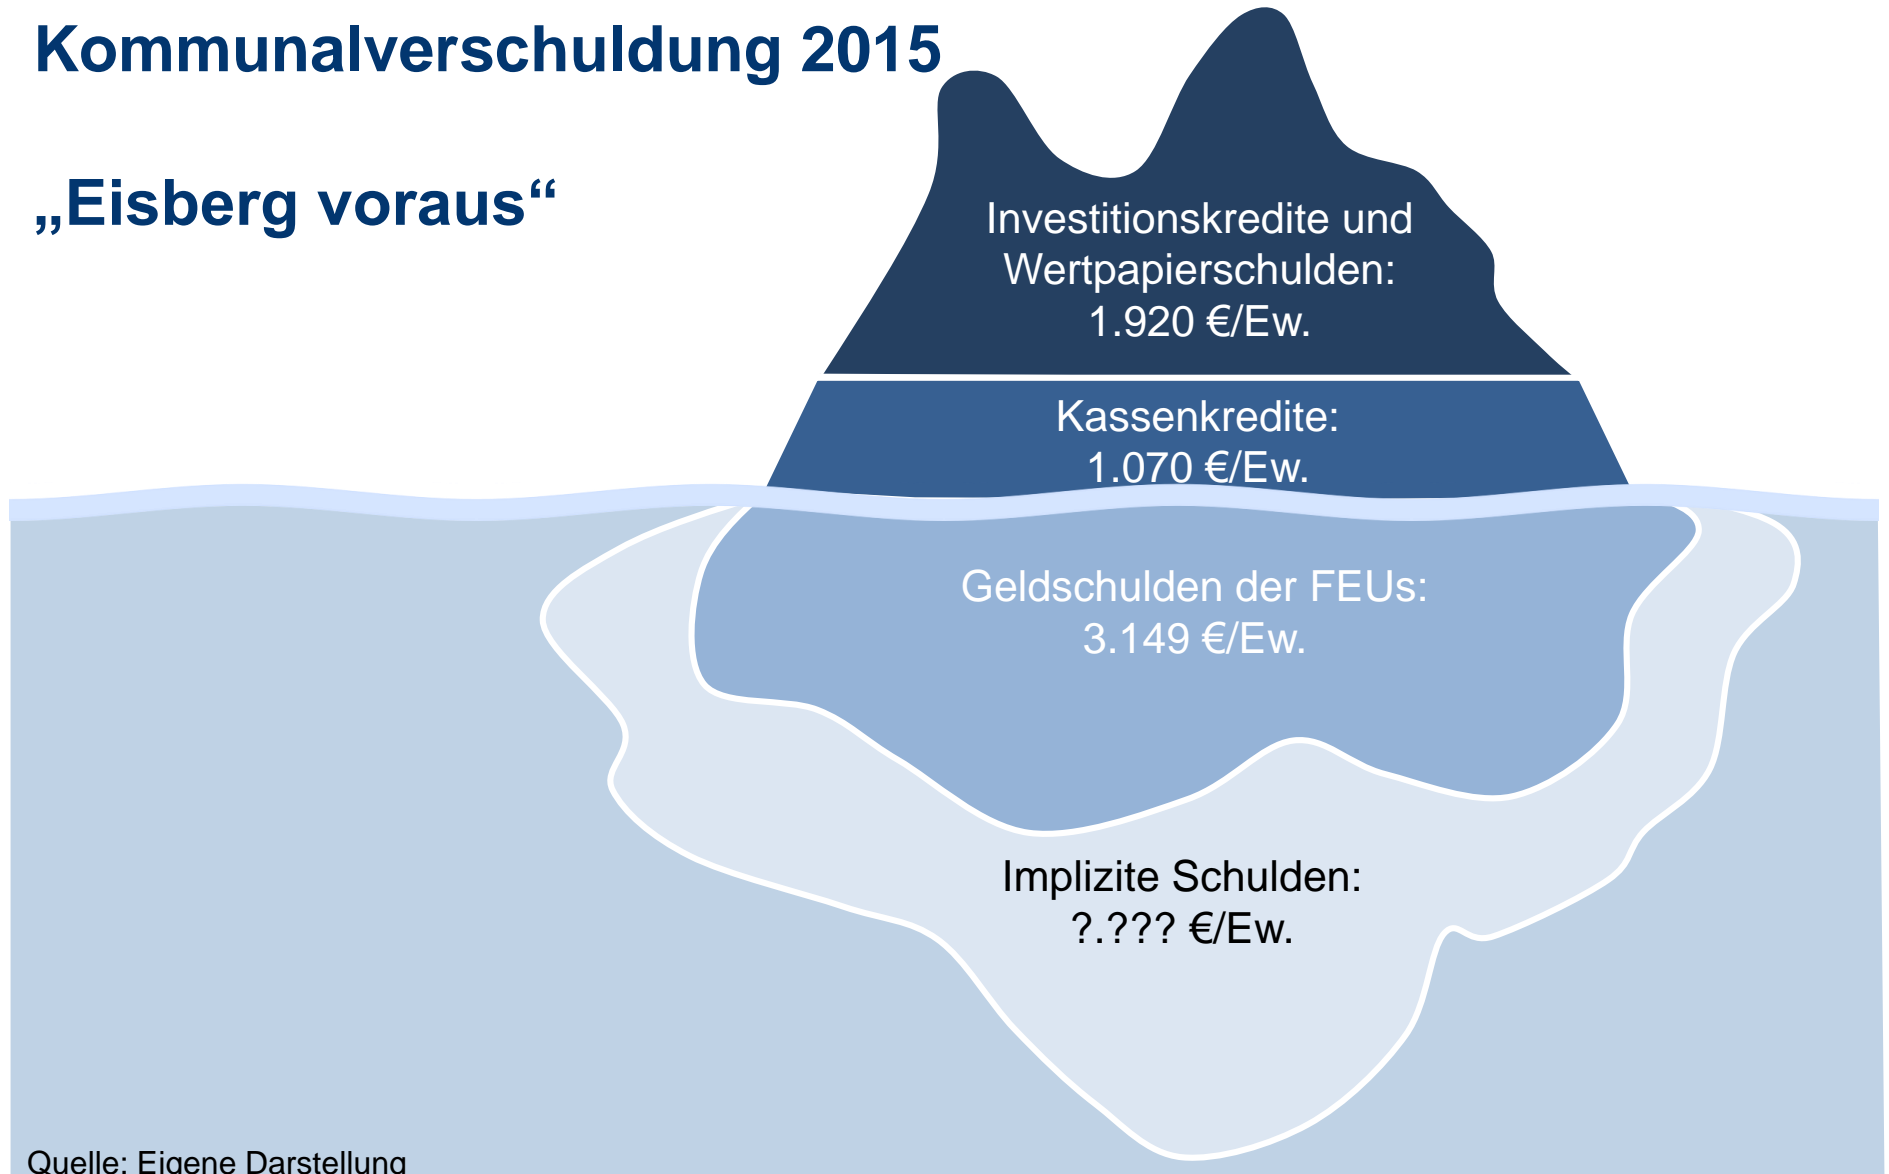 Kommunalverschuldung 2015
„Eisberg voraus“
Investitionskredite und
Wertpapierschulden:
1.920 €/Ew.
Kassenkredite:
1.070 €/Ew.
Geldschulden der FEUs:
3.149 €/Ew.
Implizite Schulden:
?.??? €/Ew.
Quelle: Eigene Darstellung